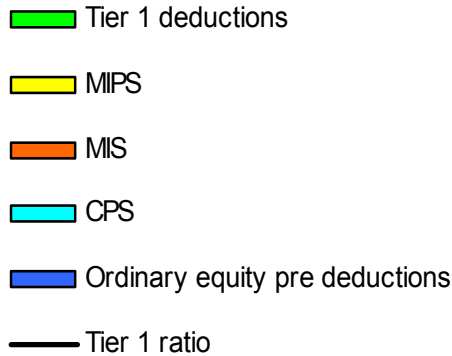 Tier 1 deductions
MIPS
MIS
CPS
Ordinary equity pre deductions
Tier 1 ratio